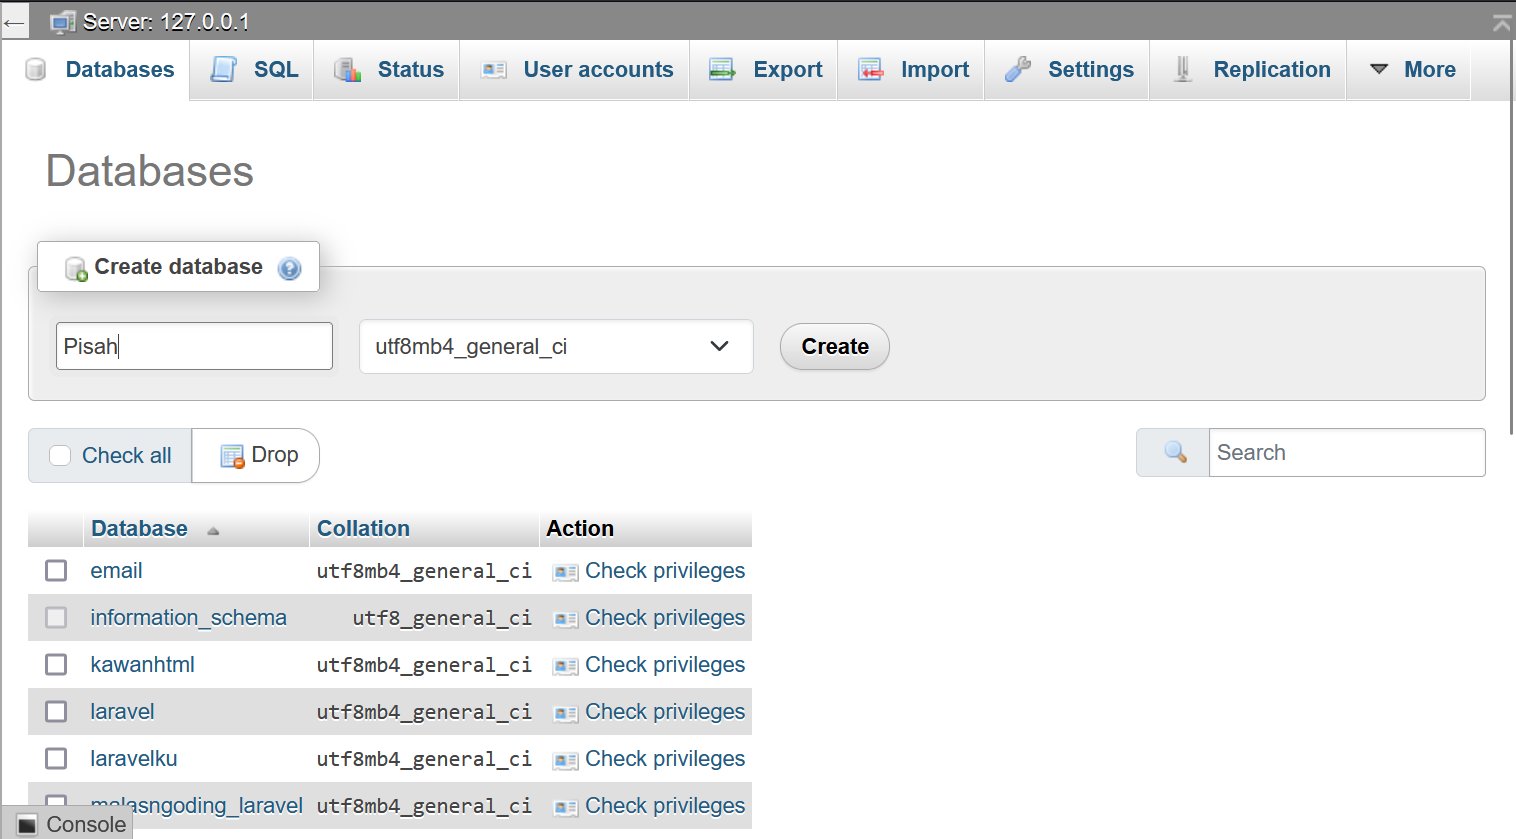 Server: 127.0.0.1
Databases SQL Status User accounts Export Import Settings Replication More
Databases
Create database
Pisah utf8mb4_general_ci Create
Check all Drop Search
Database Collation Action
email utf8mb4_general_ci Check privileges
information_schema utf8_general_ci Check privileges
kawanhtml utf8mb4_general_ci Check privileges
laravel utf8mb4_general_ci Check privileges
laravelku utf8mb4_general_ci Check privileges
malasngoding_laravel utf8mb4_general_ci Check privileges
Console